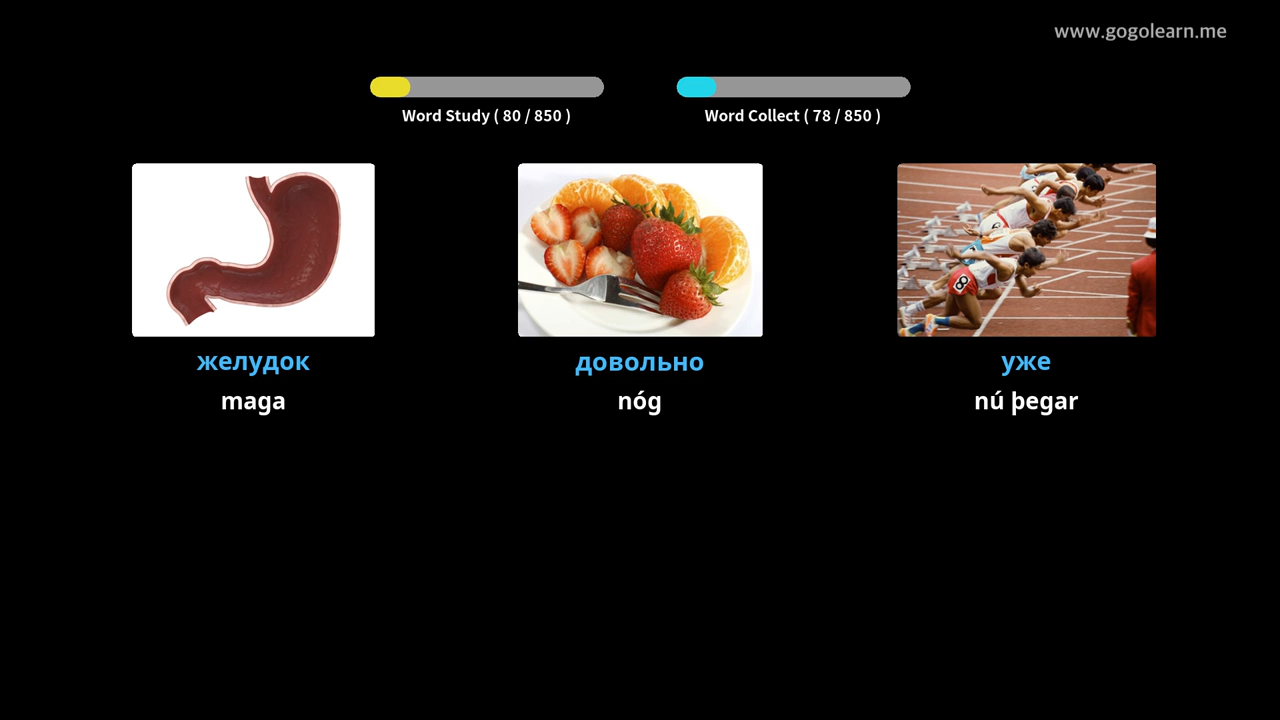 www.gogolearn.me
Word Study ( 80 / 850 )
Word Collect ( 78 / 850 )
желудок
довольно
уже
maga
nóg
nú þegar